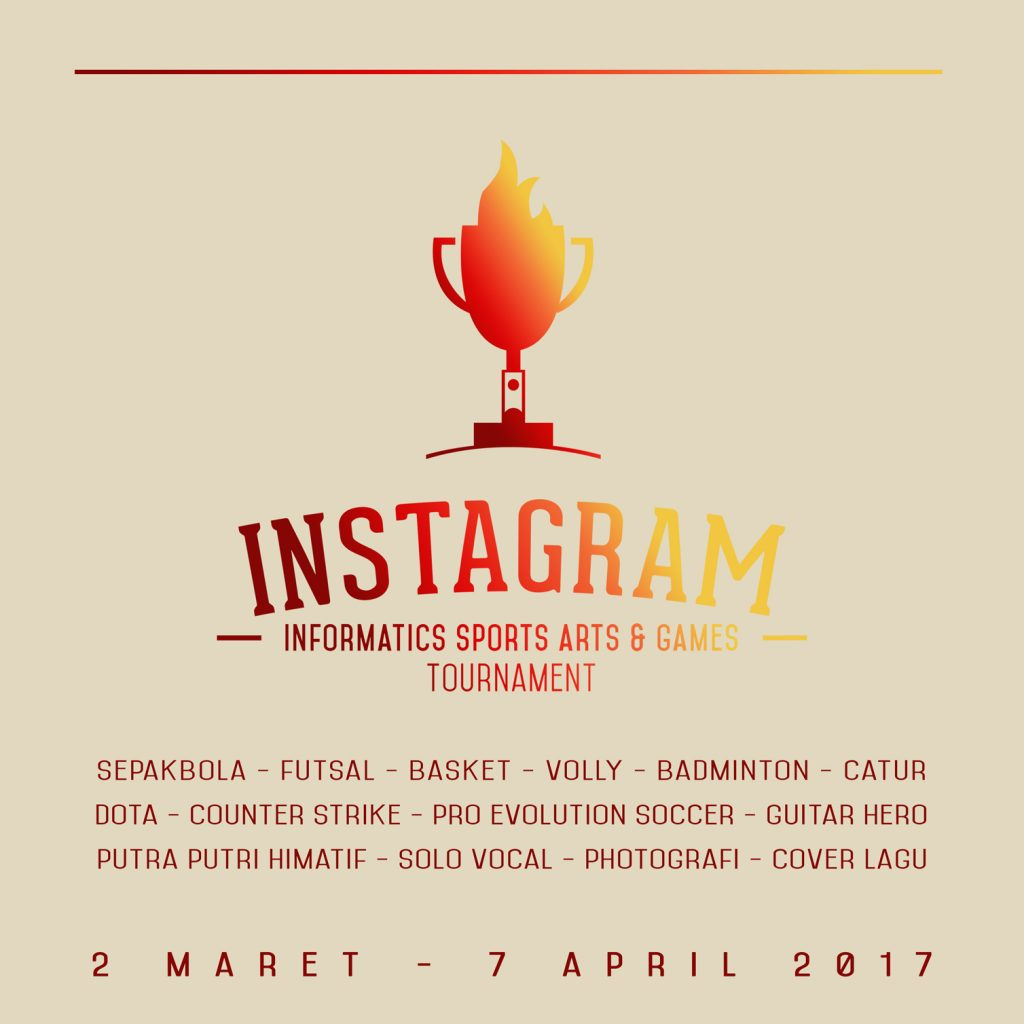 INSTAGRAM
INFORMATICS SPORTS ARTS & GAMES
TOURNAMENT
SEPAKBOLA - FUTSAL - BASKET - VOLLY - BADMINTON - CATUR
DOTA - COUNTER STRIKE - PRO EVOLUTION SOCCER - GUITAR HERO
PUTRA PUTRI HIMATIF - SOLO VOCAL - PHOTOGRAFI - COVER LAGU
2 MARET - 7 APRIL 2017